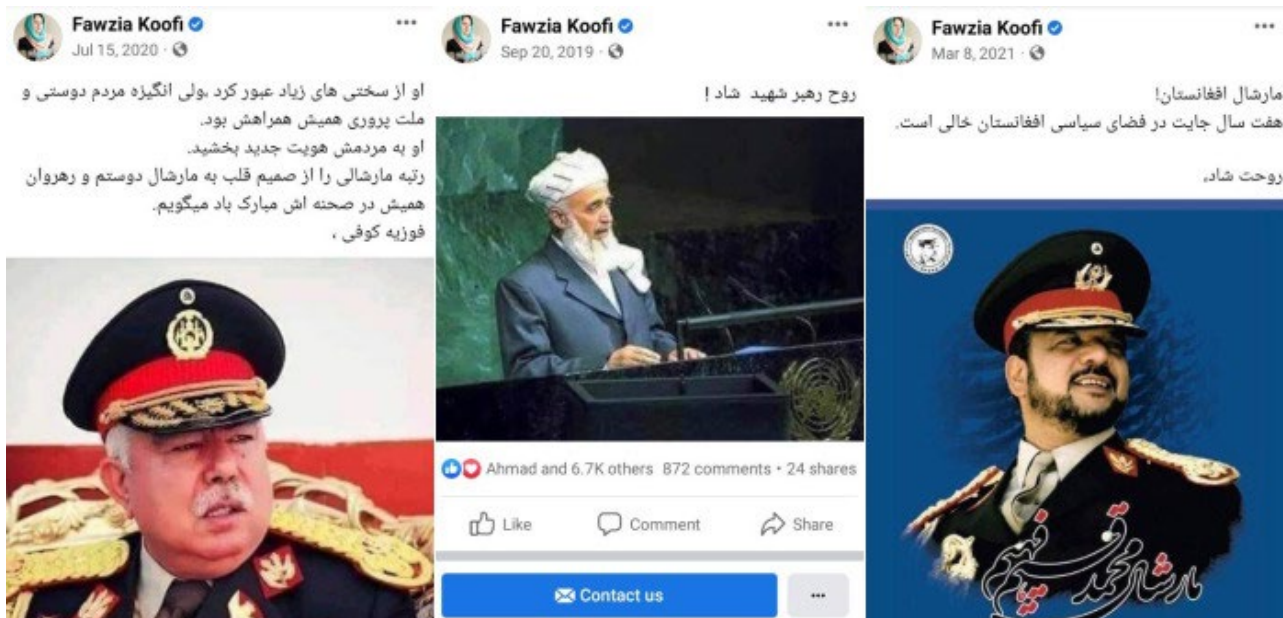 Fawzia Koofi
Jul 15, 2020
او از سختی های زیاد عبور کرد ،ولی انگیزه مردم دوستی و
ملت پروری همیش همراهش بود.
او به مردمش هویت جدید بخشید.
رتبه مارشالی را از صمیم قلب به مارشال دوستم و رهروان
همیش در صحنه اش مبارک باد میگویم.
فوزیه کوفی ،
Fawzia Koofi
Sep 20, 2019
روح رهبر شهید شاد !
Ahmad and 6.7K others 872 comments • 24 shares
Like Comment Share
Contact us
Fawzia Koofi
Mar 8, 2021
مارشال افغانستان!
هفت سال جایت در فضای سیاسی افغانستان خالی است.
روحت شاد.
مارشال محمد قسیم فهیم